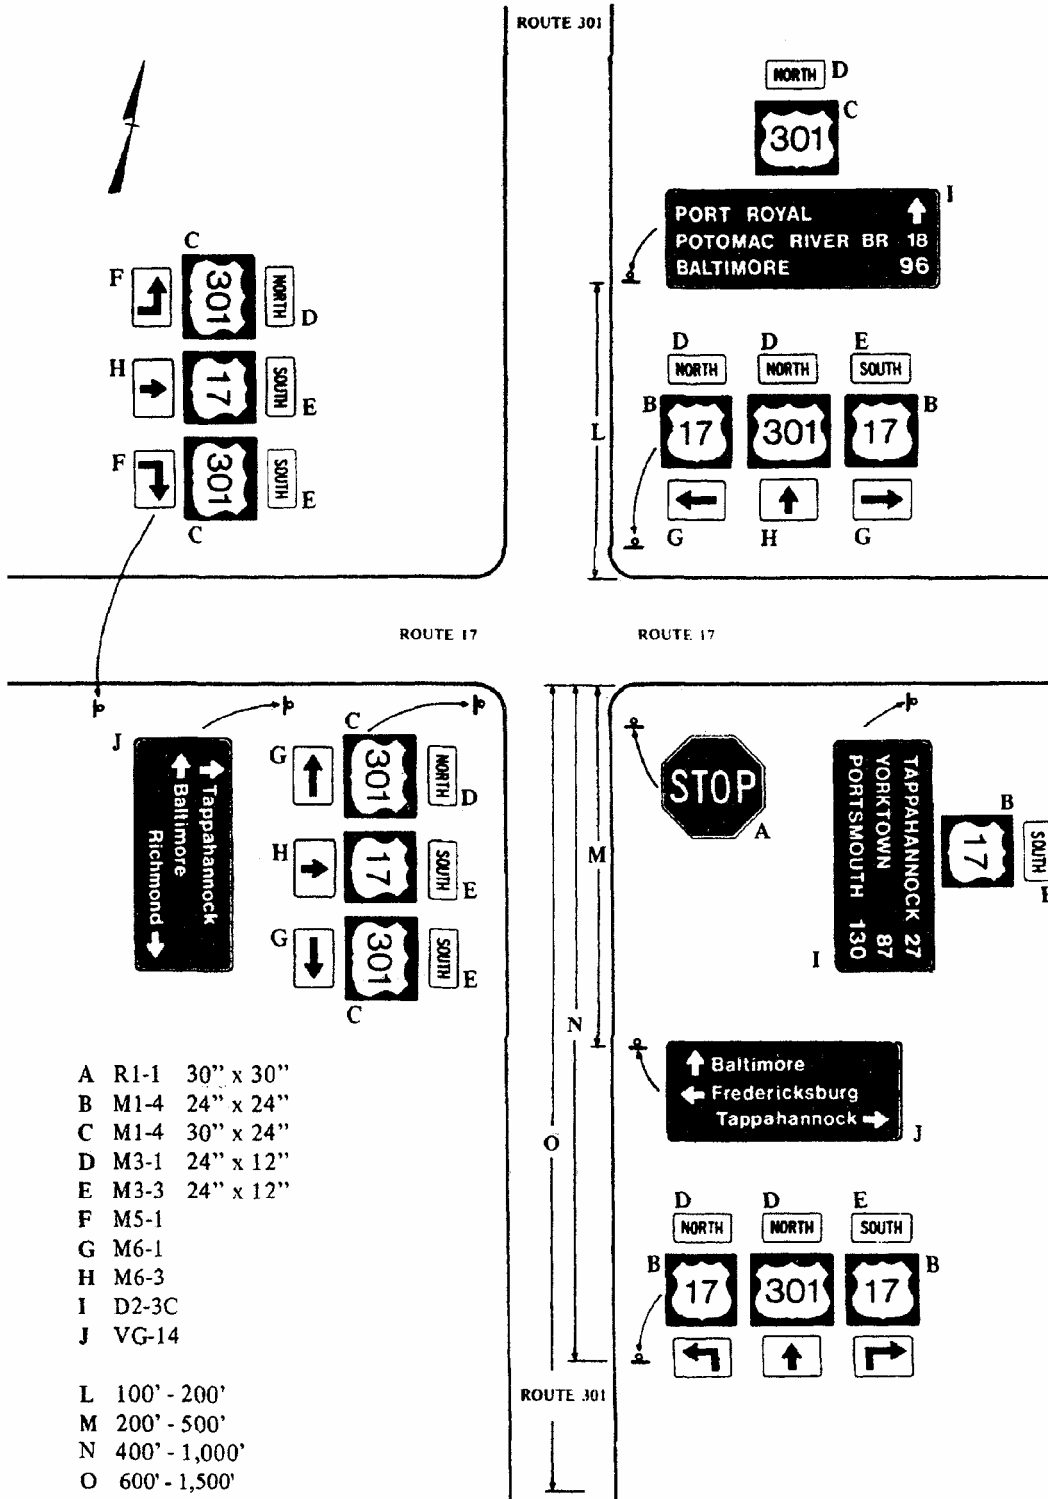 ROUTE 301
NORTH D
C
301
I
PORT ROYAL
POTOMAC RIVER BR 18
BALTIMORE 96
C
F 301 NORTH D
H 17 SOUTH E
F 301 SOUTH E
C
L
D D E
NORTH NORTH SOUTH
B 17 301 17 B
G H G
ROUTE 17 ROUTE 17
J
Tappahannock
Baltimore
Richmond
C
G 301 NORTH D
H 17 SOUTH E
G 301 SOUTH E
C
STOP
A
M
TAPPAHANNOCK 27
YORKTOWN 87
PORTSMOUTH 130
I
B
17 SOUTH
E
N
Baltimore
Fredericksburg
Tappahannock
J
O
D D E
NORTH NORTH SOUTH
B 17 301 17 B
ROUTE 301
A R1-1 30" x 30"
B M1-4 24" x 24"
C M1-4 30" x 24"
D M3-1 24" x 12"
E M3-3 24" x 12"
F M5-1
G M6-1
H M6-3
I D2-3C
J VG-14
L 100' - 200'
M 200' - 500'
N 400' - 1,000'
O 600' - 1,500'